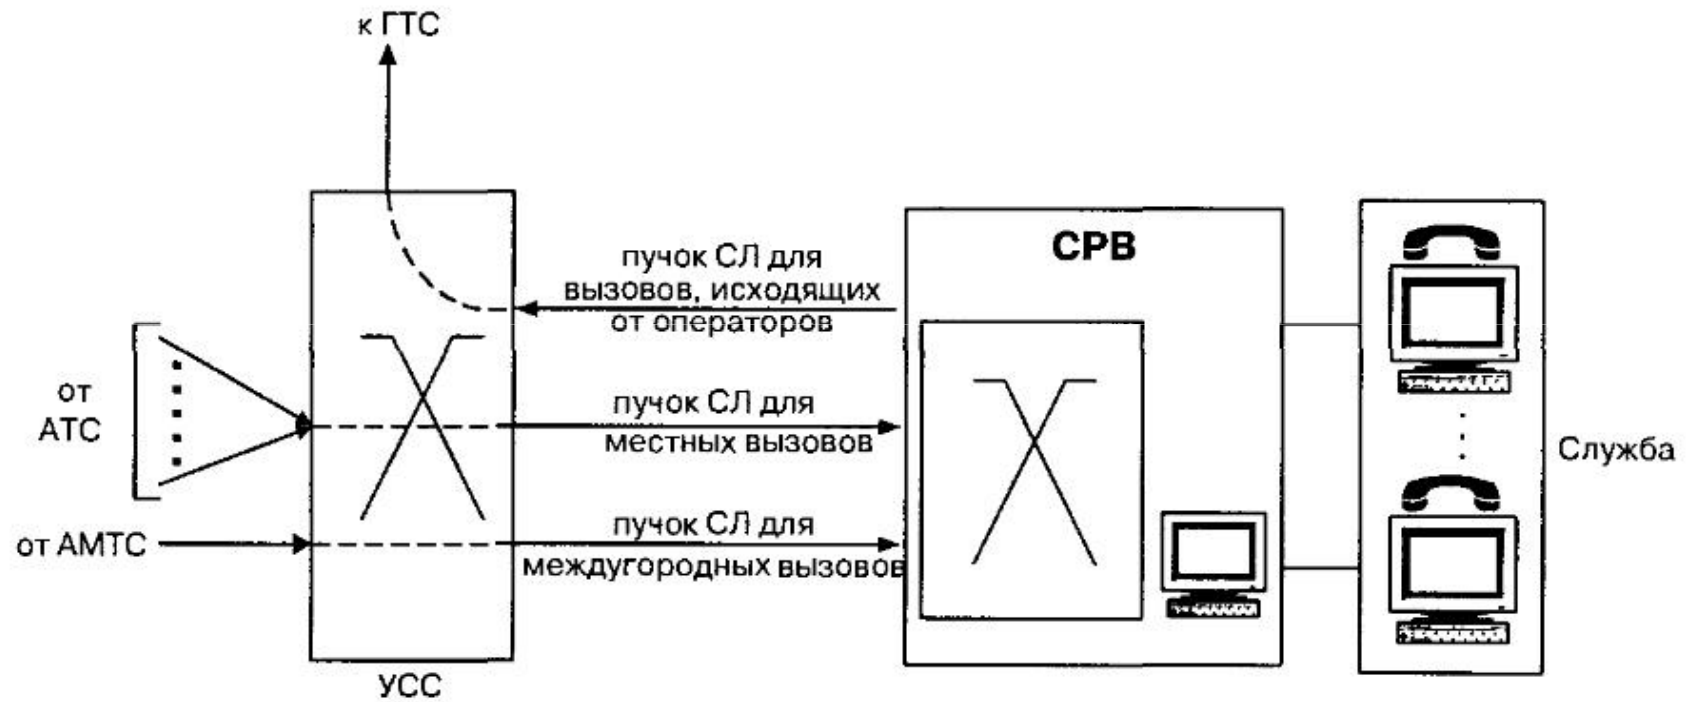 к ГТС
СРВ
пучок СЛ для
вызовов, исходящих
от операторов
от
АТС
пучок СЛ для
местных вызовов
Служба
от АМТС
пучок СЛ для
междугородных вызовов
УСС